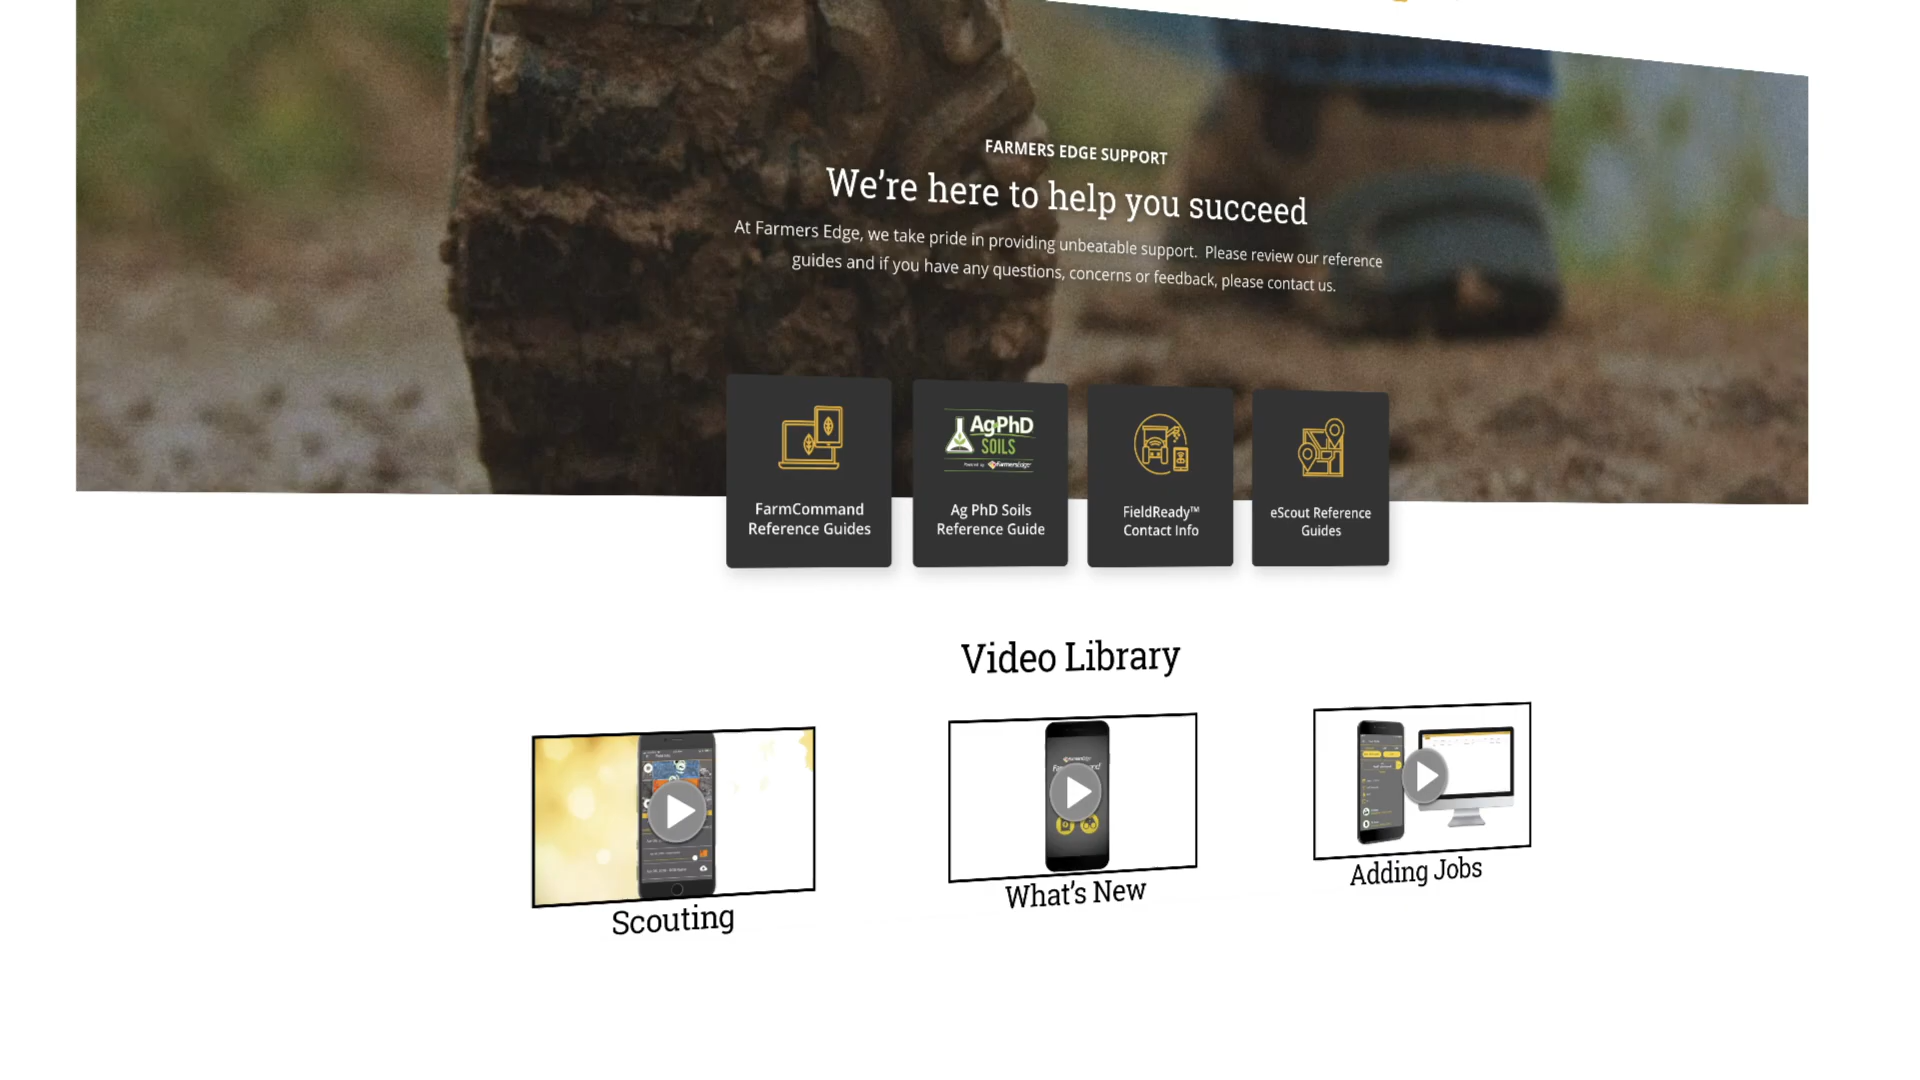 FARMERS EDGE SUPPORT
We're here to help you succeed
At Farmers Edge, we take pride in providing unbeatable support. Please review our reference
guides and if you have any questions, concerns or feedback, please contact us.
AgPhD
SOILS
Powered by FarmersEdge
FarmCommand
Reference Guides
Ag PhD Soils
Reference Guide
FieldReady™
Contact Info
eScout Reference
Guides
Video Library
Scouting
What's New
Adding Jobs